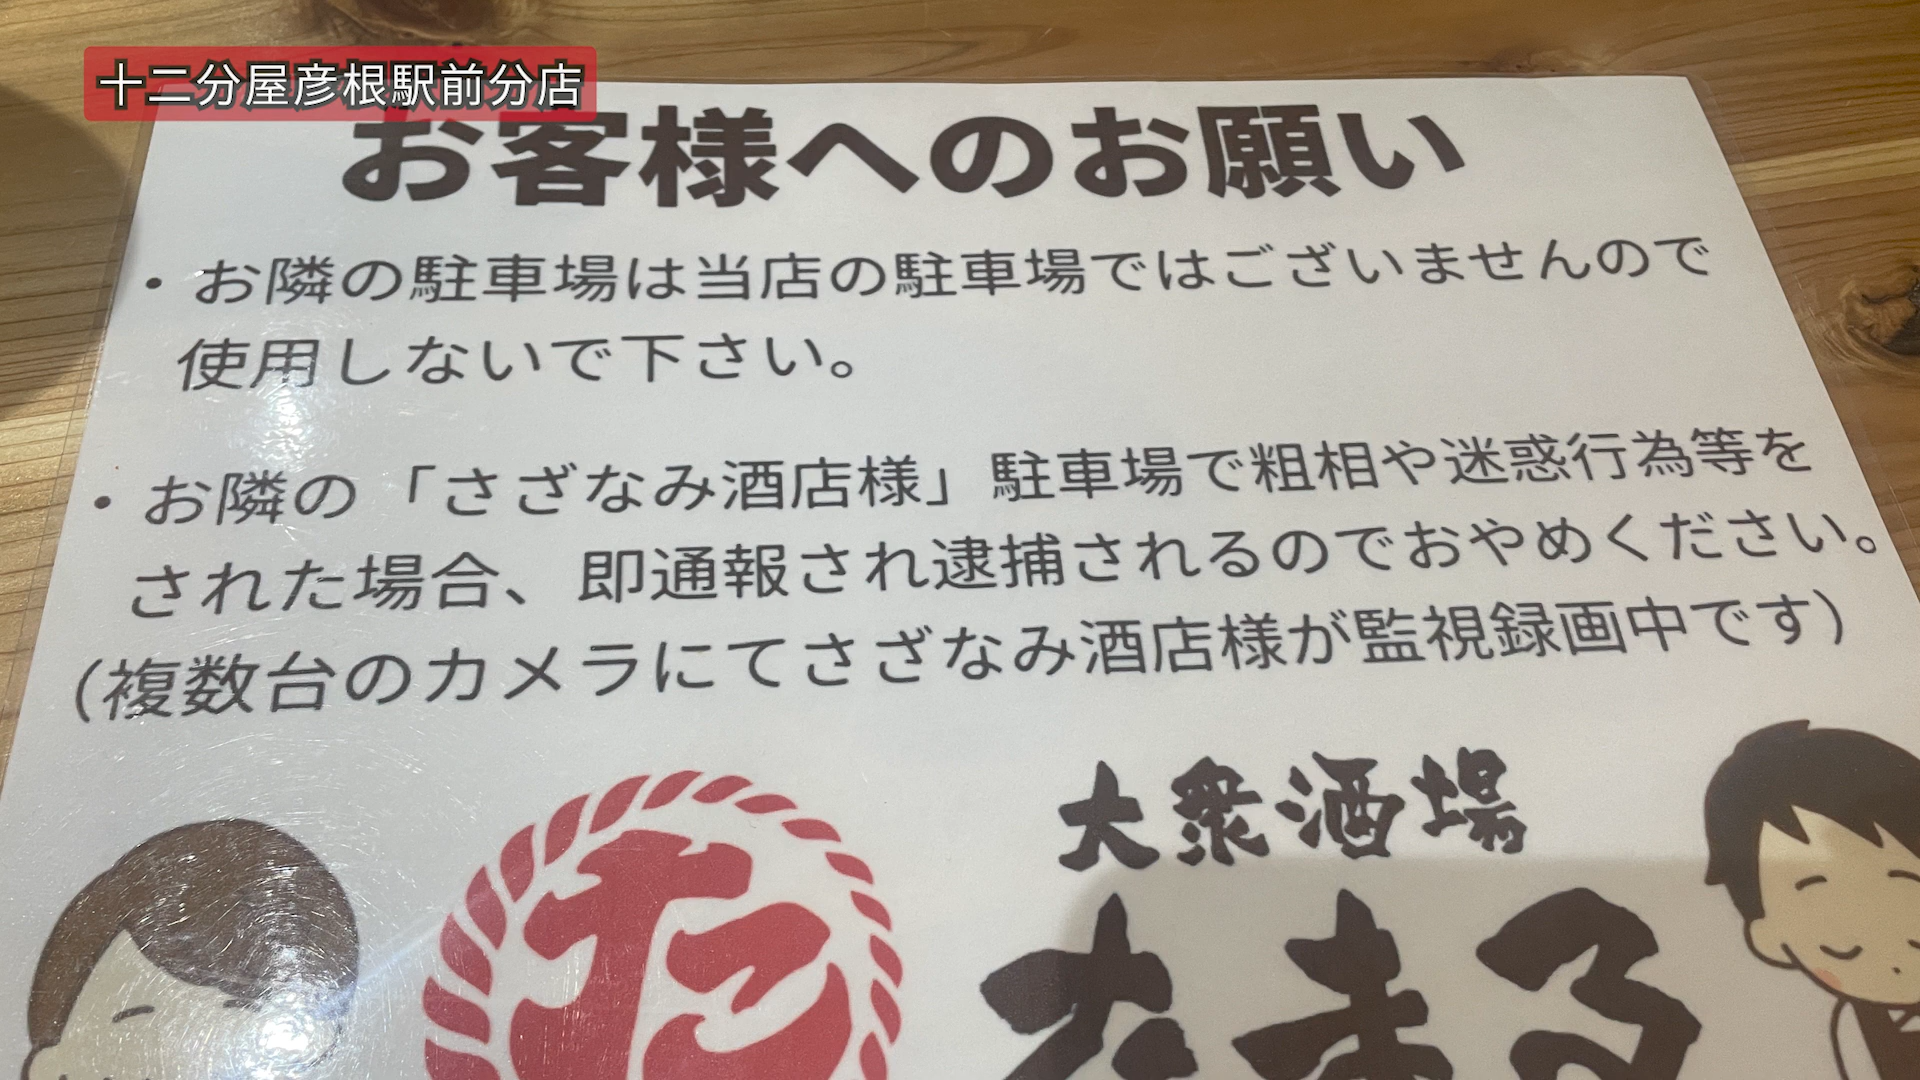 十二分屋彦根駅前分店
お客様へのお願い
・お隣の駐車場は当店の駐車場ではございませんので
使用しないで下さい。
・お隣の「さざなみ酒店様」駐車場で粗相や迷惑行為等を
された場合、即通報され逮捕されるのでおやめください。
（複数台のカメラにてさざなみ酒店様が監視録画中です）
大衆酒場